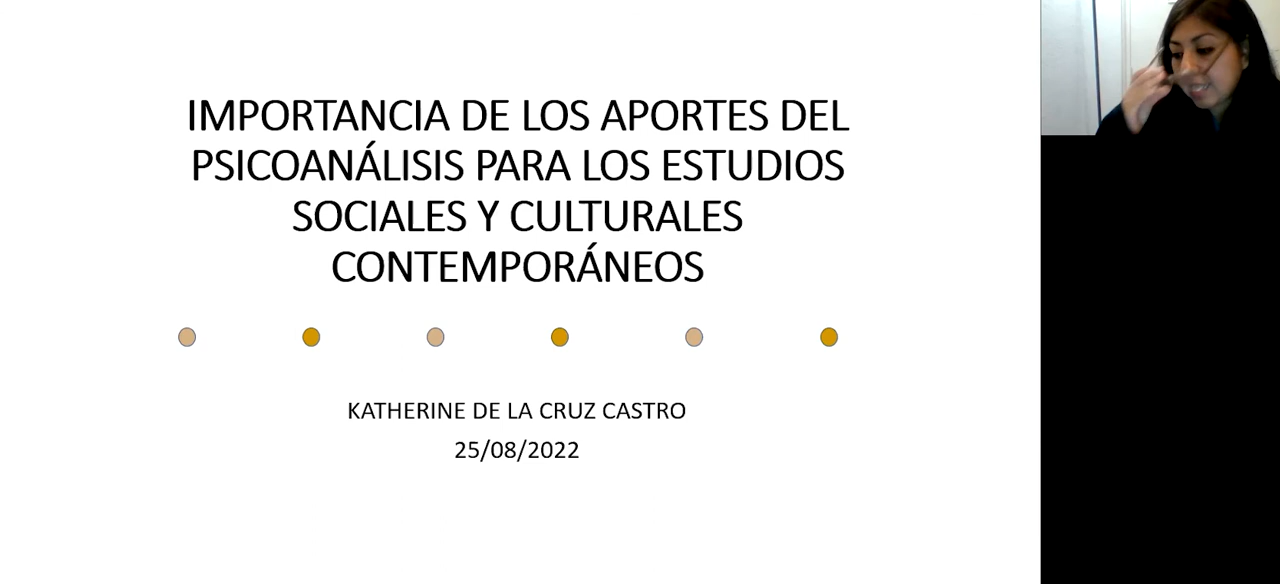 IMPORTANCIA DE LOS APORTES DEL
PSICOANÁLISIS PARA LOS ESTUDIOS
SOCIALES Y CULTURALES
CONTEMPORÁNEOS
KATHERINE DE LA CRUZ CASTRO
25/08/2022